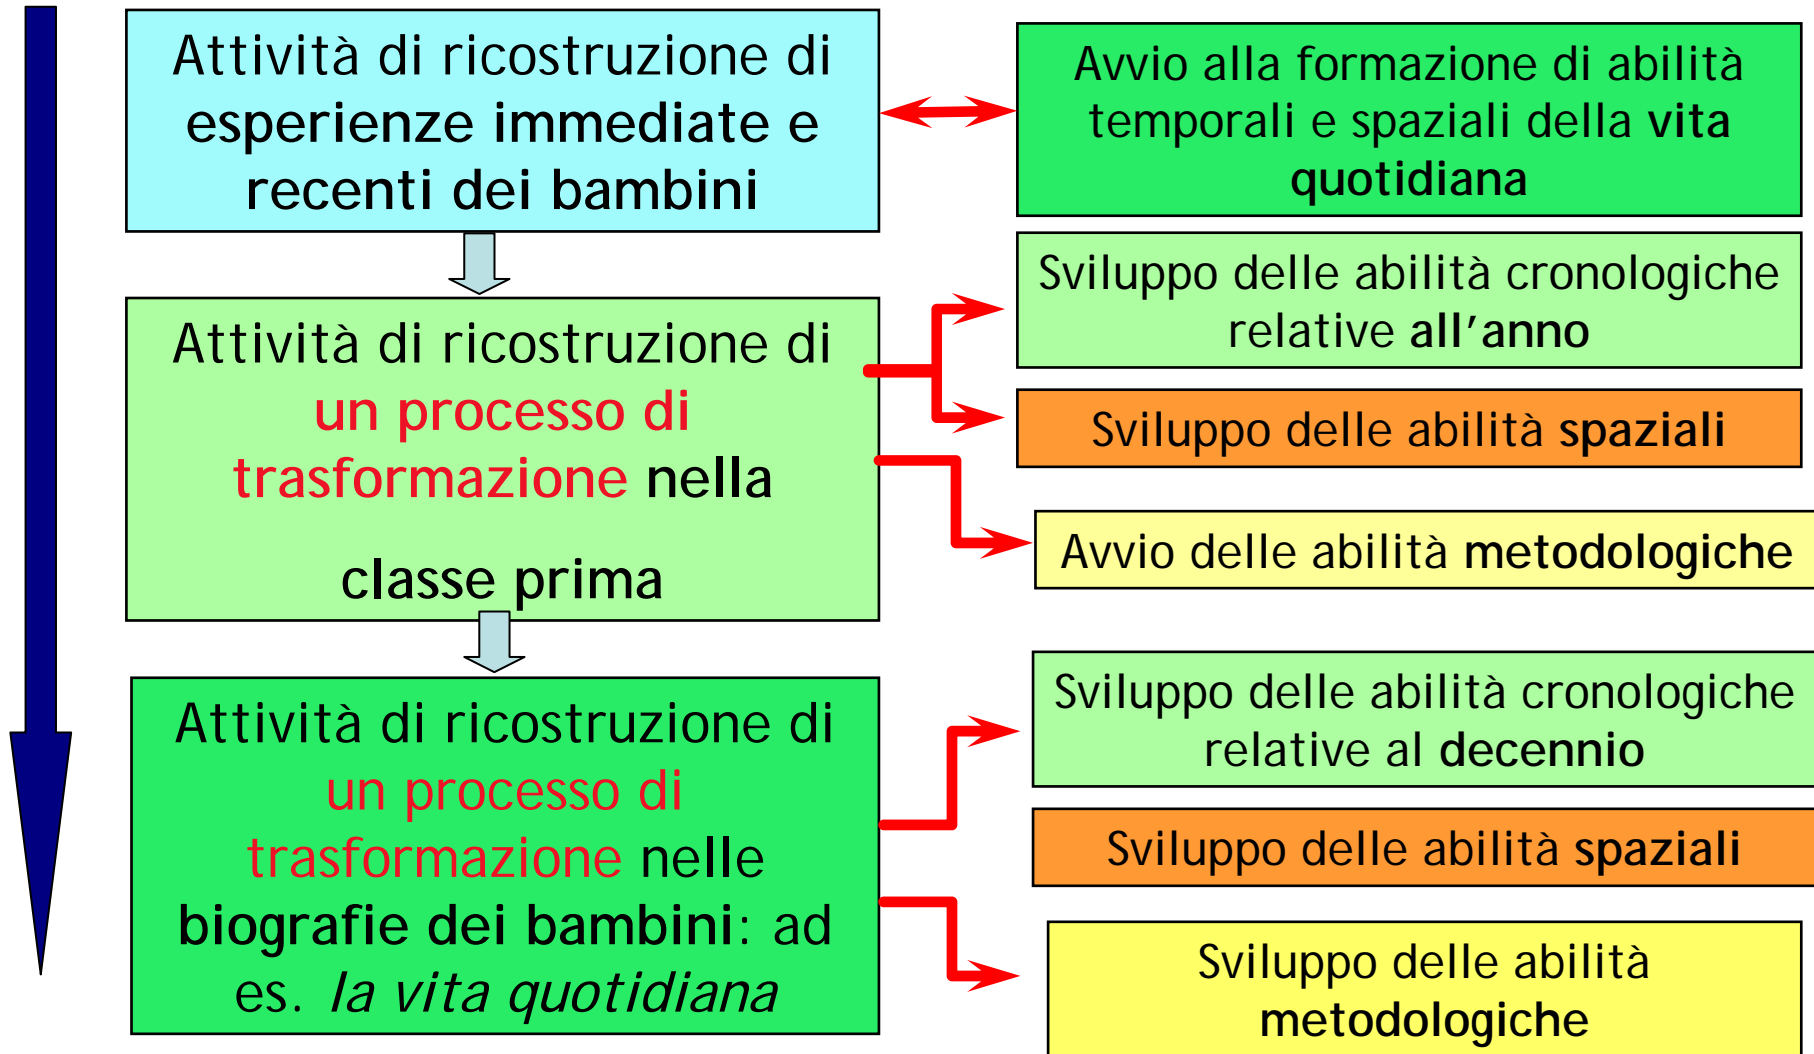 Attività di ricostruzione di
esperienze immediate e
recenti dei bambini
Avvio alla formazione di abilità
temporali e spaziali della vita
quotidiana
Attività di ricostruzione di
un processo di
trasformazione nella
classe prima
Sviluppo delle abilità cronologiche
relative all’anno
Sviluppo delle abilità spaziali
Avvio delle abilità metodologiche
Attività di ricostruzione di
un processo di
trasformazione nelle
biografie dei bambini: ad
es. la vita quotidiana
Sviluppo delle abilità cronologiche
relative al decennio
Sviluppo delle abilità spaziali
Sviluppo delle abilità
metodologiche